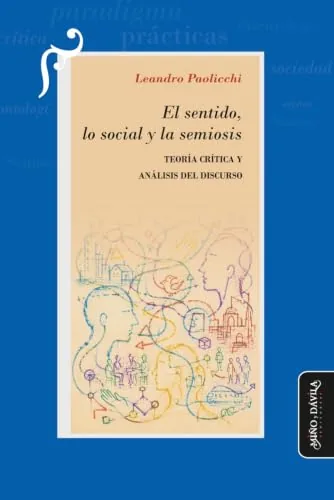 paradigma
crítica
prácticas
sociedad
Leandro Paolicchi
El sentido,
lo social y la semiosis
TEORÍA CRÍTICA Y
ANÁLISIS DEL DISCURSO
MIÑO y DÁVILA